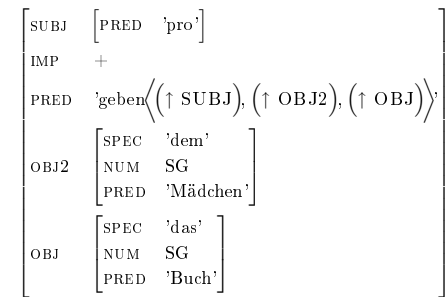 SUBJ [PRED 'pro']
IMP +
PRED 'geben⟨(↑ SUBJ), (↑ OBJ2), (↑ OBJ)⟩'
SPEC 'dem'
OBJ2 NUM SG
PRED 'Mädchen'
SPEC 'das'
OBJ NUM SG
PRED 'Buch'